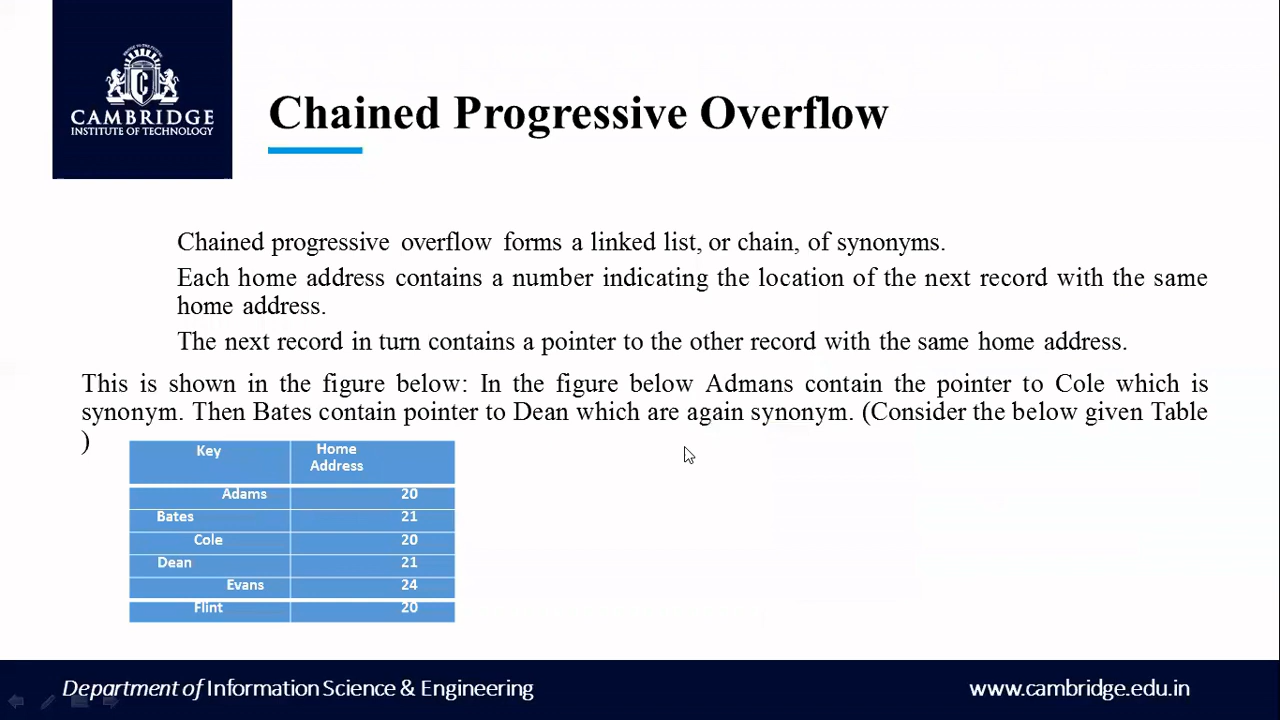 CAMBRIDGE
INSTITUTE OF TECHNOLOGY
Chained Progressive Overflow
Chained progressive overflow forms a linked list, or chain, of synonyms.
Each home address contains a number indicating the location of the next record with the same
home address.
The next record in turn contains a pointer to the other record with the same home address.
This is shown in the figure below: In the figure below Admans contain the pointer to Cole which is
synonym. Then Bates contain pointer to Dean which are again synonym. (Consider the below given Table
)
Key Home
Address
Adams 20
Bates 21
Cole 20
Dean 21
Evans 24
Flint 20
Department of Information Science & Engineering
www.cambridge.edu.in